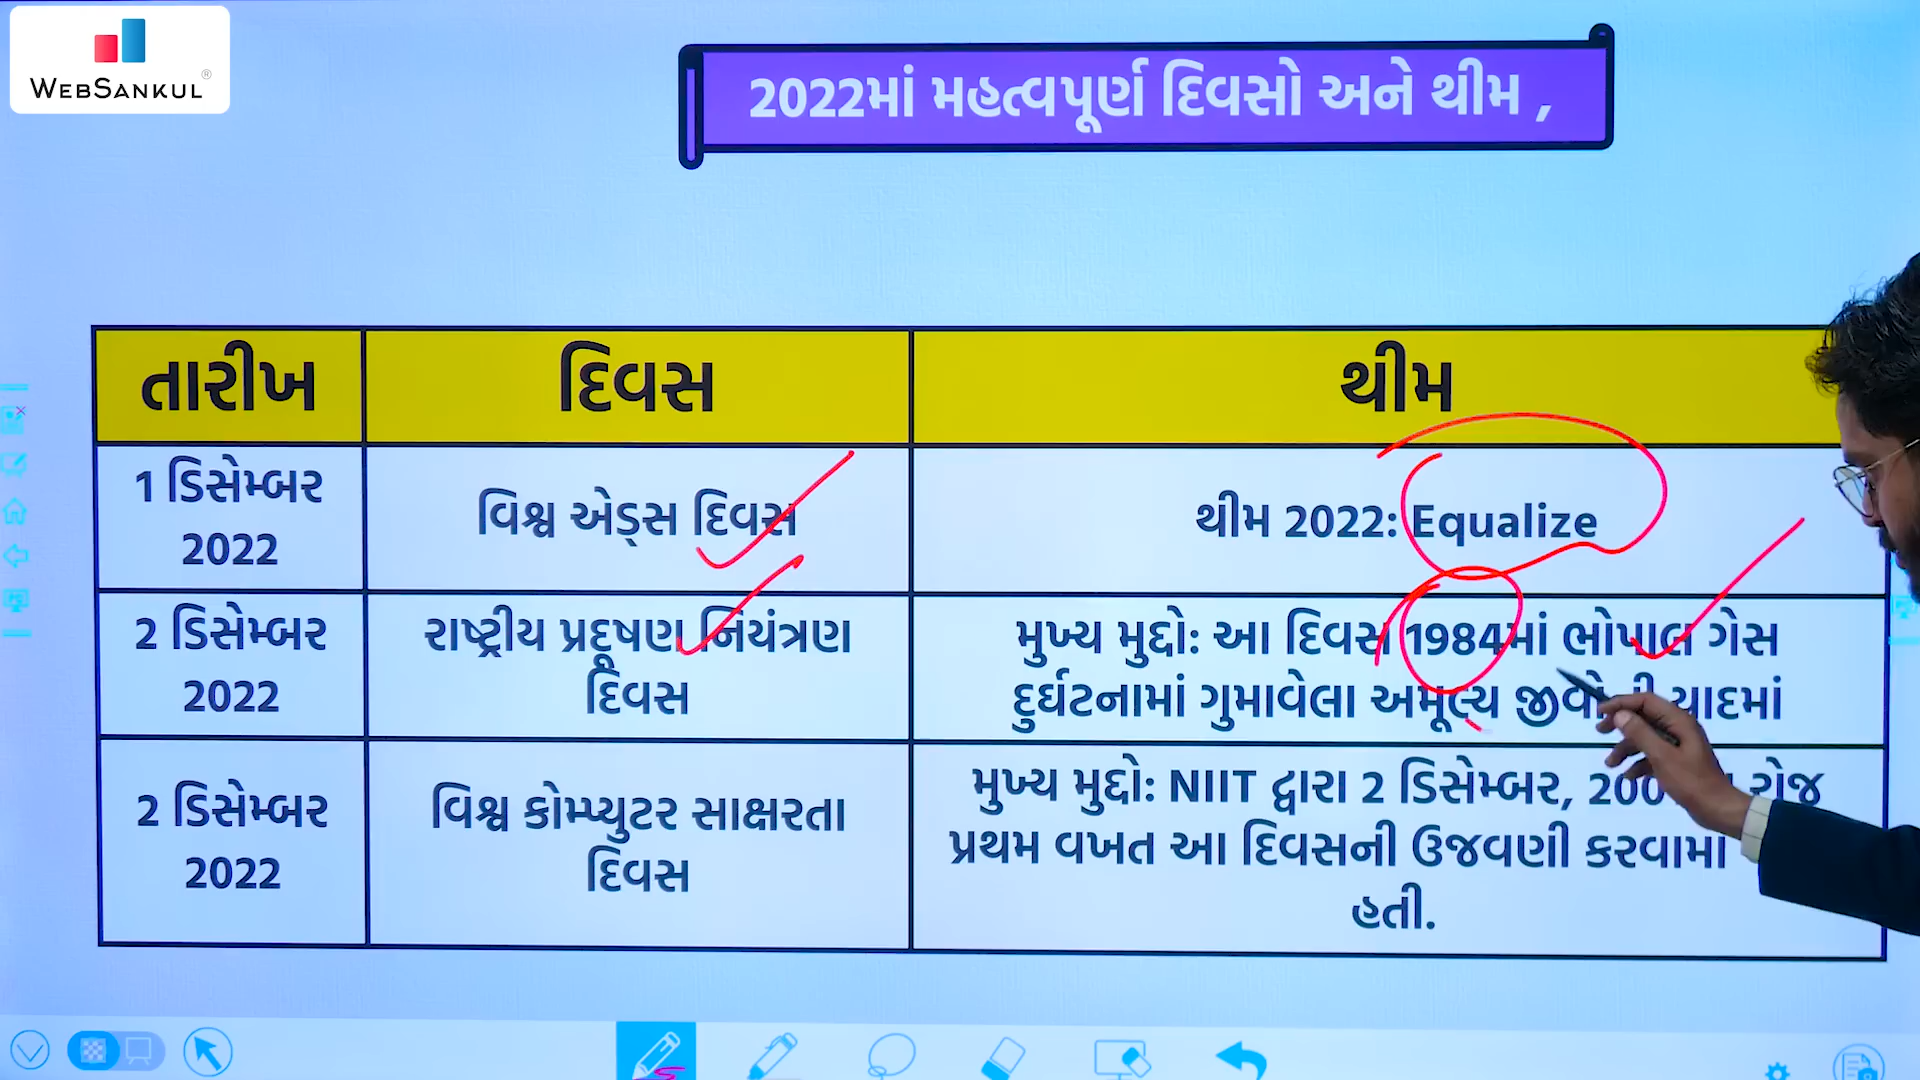 WEBSANKUL®
2022માં મહત્વપૂર્ણ દિવસો અને થીમ ,
તારીખ
દિવસ
થીમ
1 ડિસેમ્બર
2022
વિશ્વ એડ્સ દિવસ
થીમ 2022: Equalize
2 ડિસેમ્બર
2022
રાષ્ટ્રીય પ્રદૂષણ નિયંત્રણ
દિવસ
મુખ્ય મુદ્દો: આ દિવસ 1984માં ભોપાલ ગેસ
દુર્ઘટનામાં ગુમાવેલા અમૂલ્ય યાદમાં
2 ડિસેમ્બર
2022
વિશ્વ કોમ્પ્યુટર સાક્ષરતા
દિવસ
મુખ્ય મુદ્દો: NIIT દ્વારા 2 ડિસેમ્બર, રોજ
પ્રથમ વખત આ દિવસની ઉજવણી
હતી.